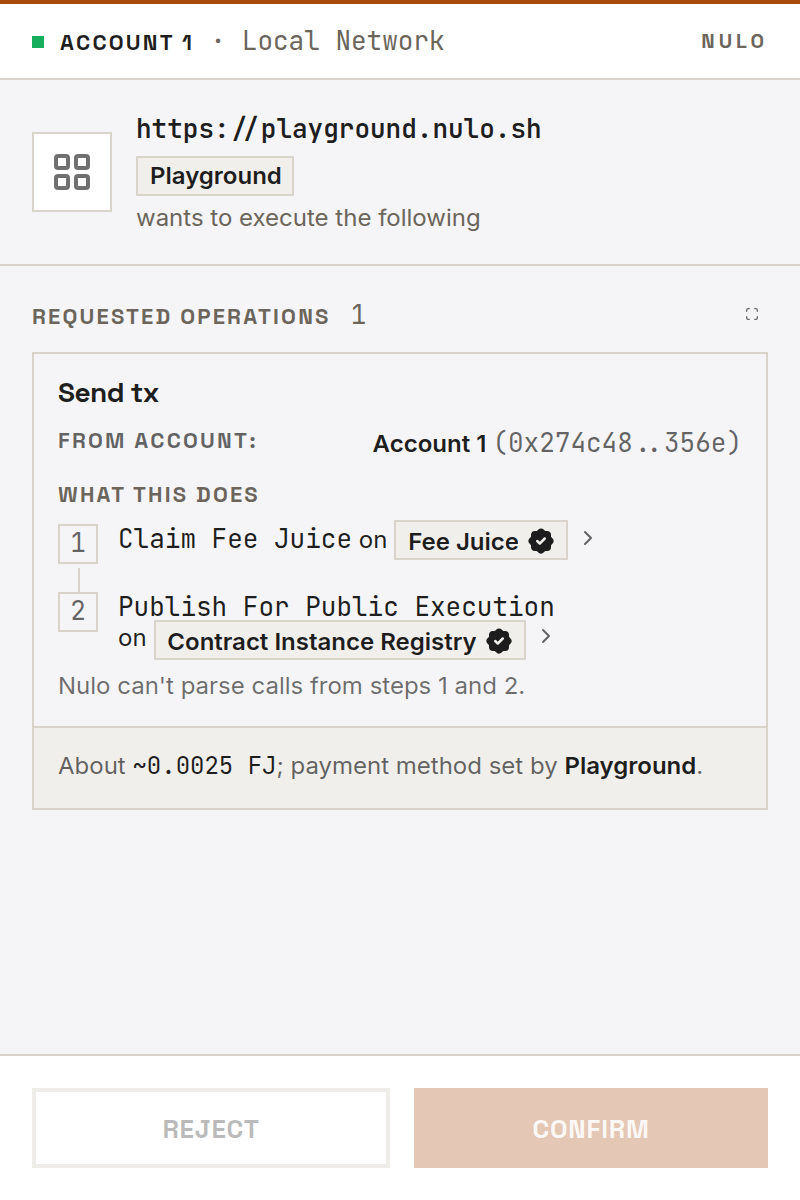 ACCOUNT 1 · Local Network NULO
https://playground.nulo.sh
Playground
wants to execute the following
REQUESTED OPERATIONS 1
Send tx
FROM ACCOUNT: Account 1 (0x274c48..356e)
WHAT THIS DOES
1 Claim Fee Juice on Fee Juice
2 Publish For Public Execution
on Contract Instance Registry
Nulo can't parse calls from steps 1 and 2.
About ~0.0025 FJ; payment method set by Playground.
REJECT CONFIRM